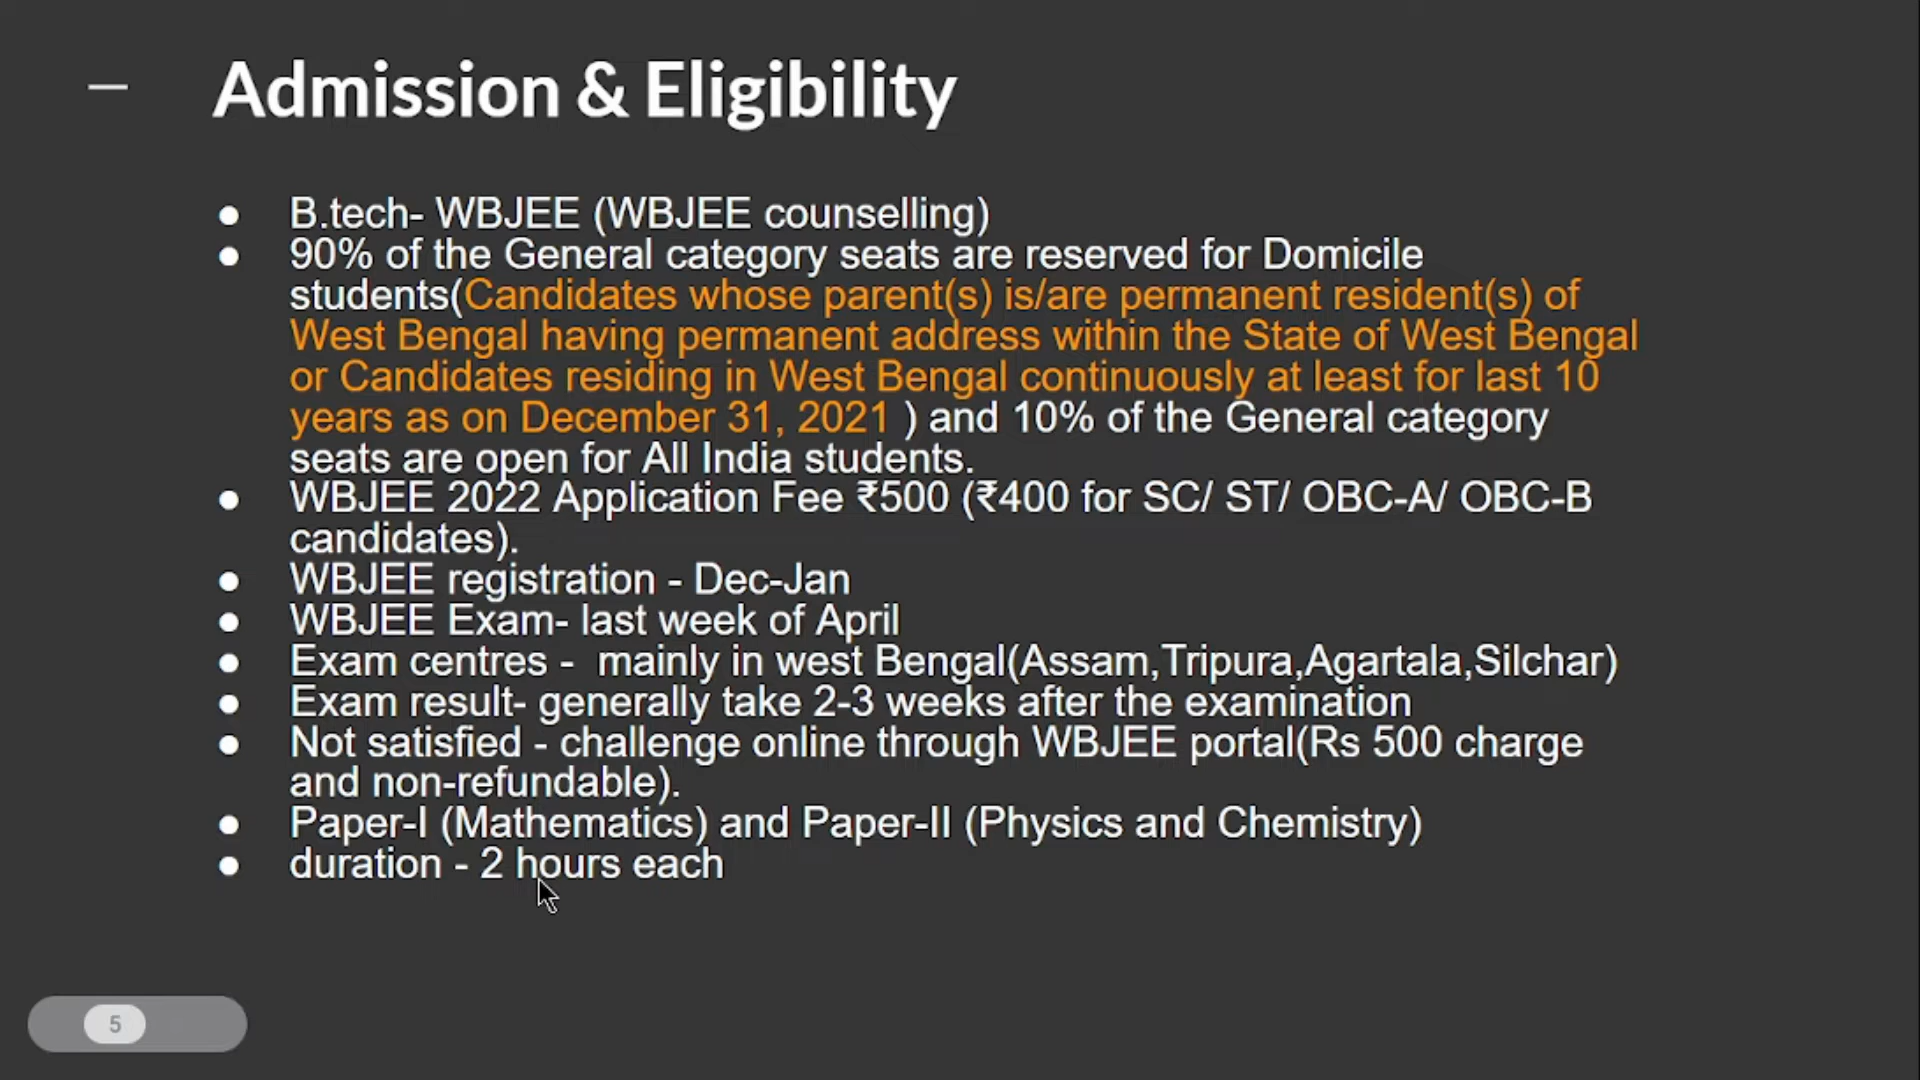 Admission & Eligibility
● B.tech- WBJEE (WBJEE counselling)
● 90% of the General category seats are reserved for Domicile
students(Candidates whose parent(s) is/are permanent resident(s) of
West Bengal having permanent address within the State of West Bengal
or Candidates residing in West Bengal continuously at least for last 10
years as on December 31, 2021 ) and 10% of the General category
seats are open for All India students.
● WBJEE 2022 Application Fee ₹500 (₹400 for SC/ ST/ OBC-A/ OBC-B
candidates).
● WBJEE registration - Dec-Jan
● WBJEE Exam- last week of April
● Exam centres -  mainly in west Bengal(Assam,Tripura,Agartala,Silchar)
● Exam result- generally take 2-3 weeks after the examination
● Not satisfied - challenge online through WBJEE portal(Rs 500 charge
and non-refundable).
● Paper-I (Mathematics) and Paper-II (Physics and Chemistry)
● duration - 2 hours each
5